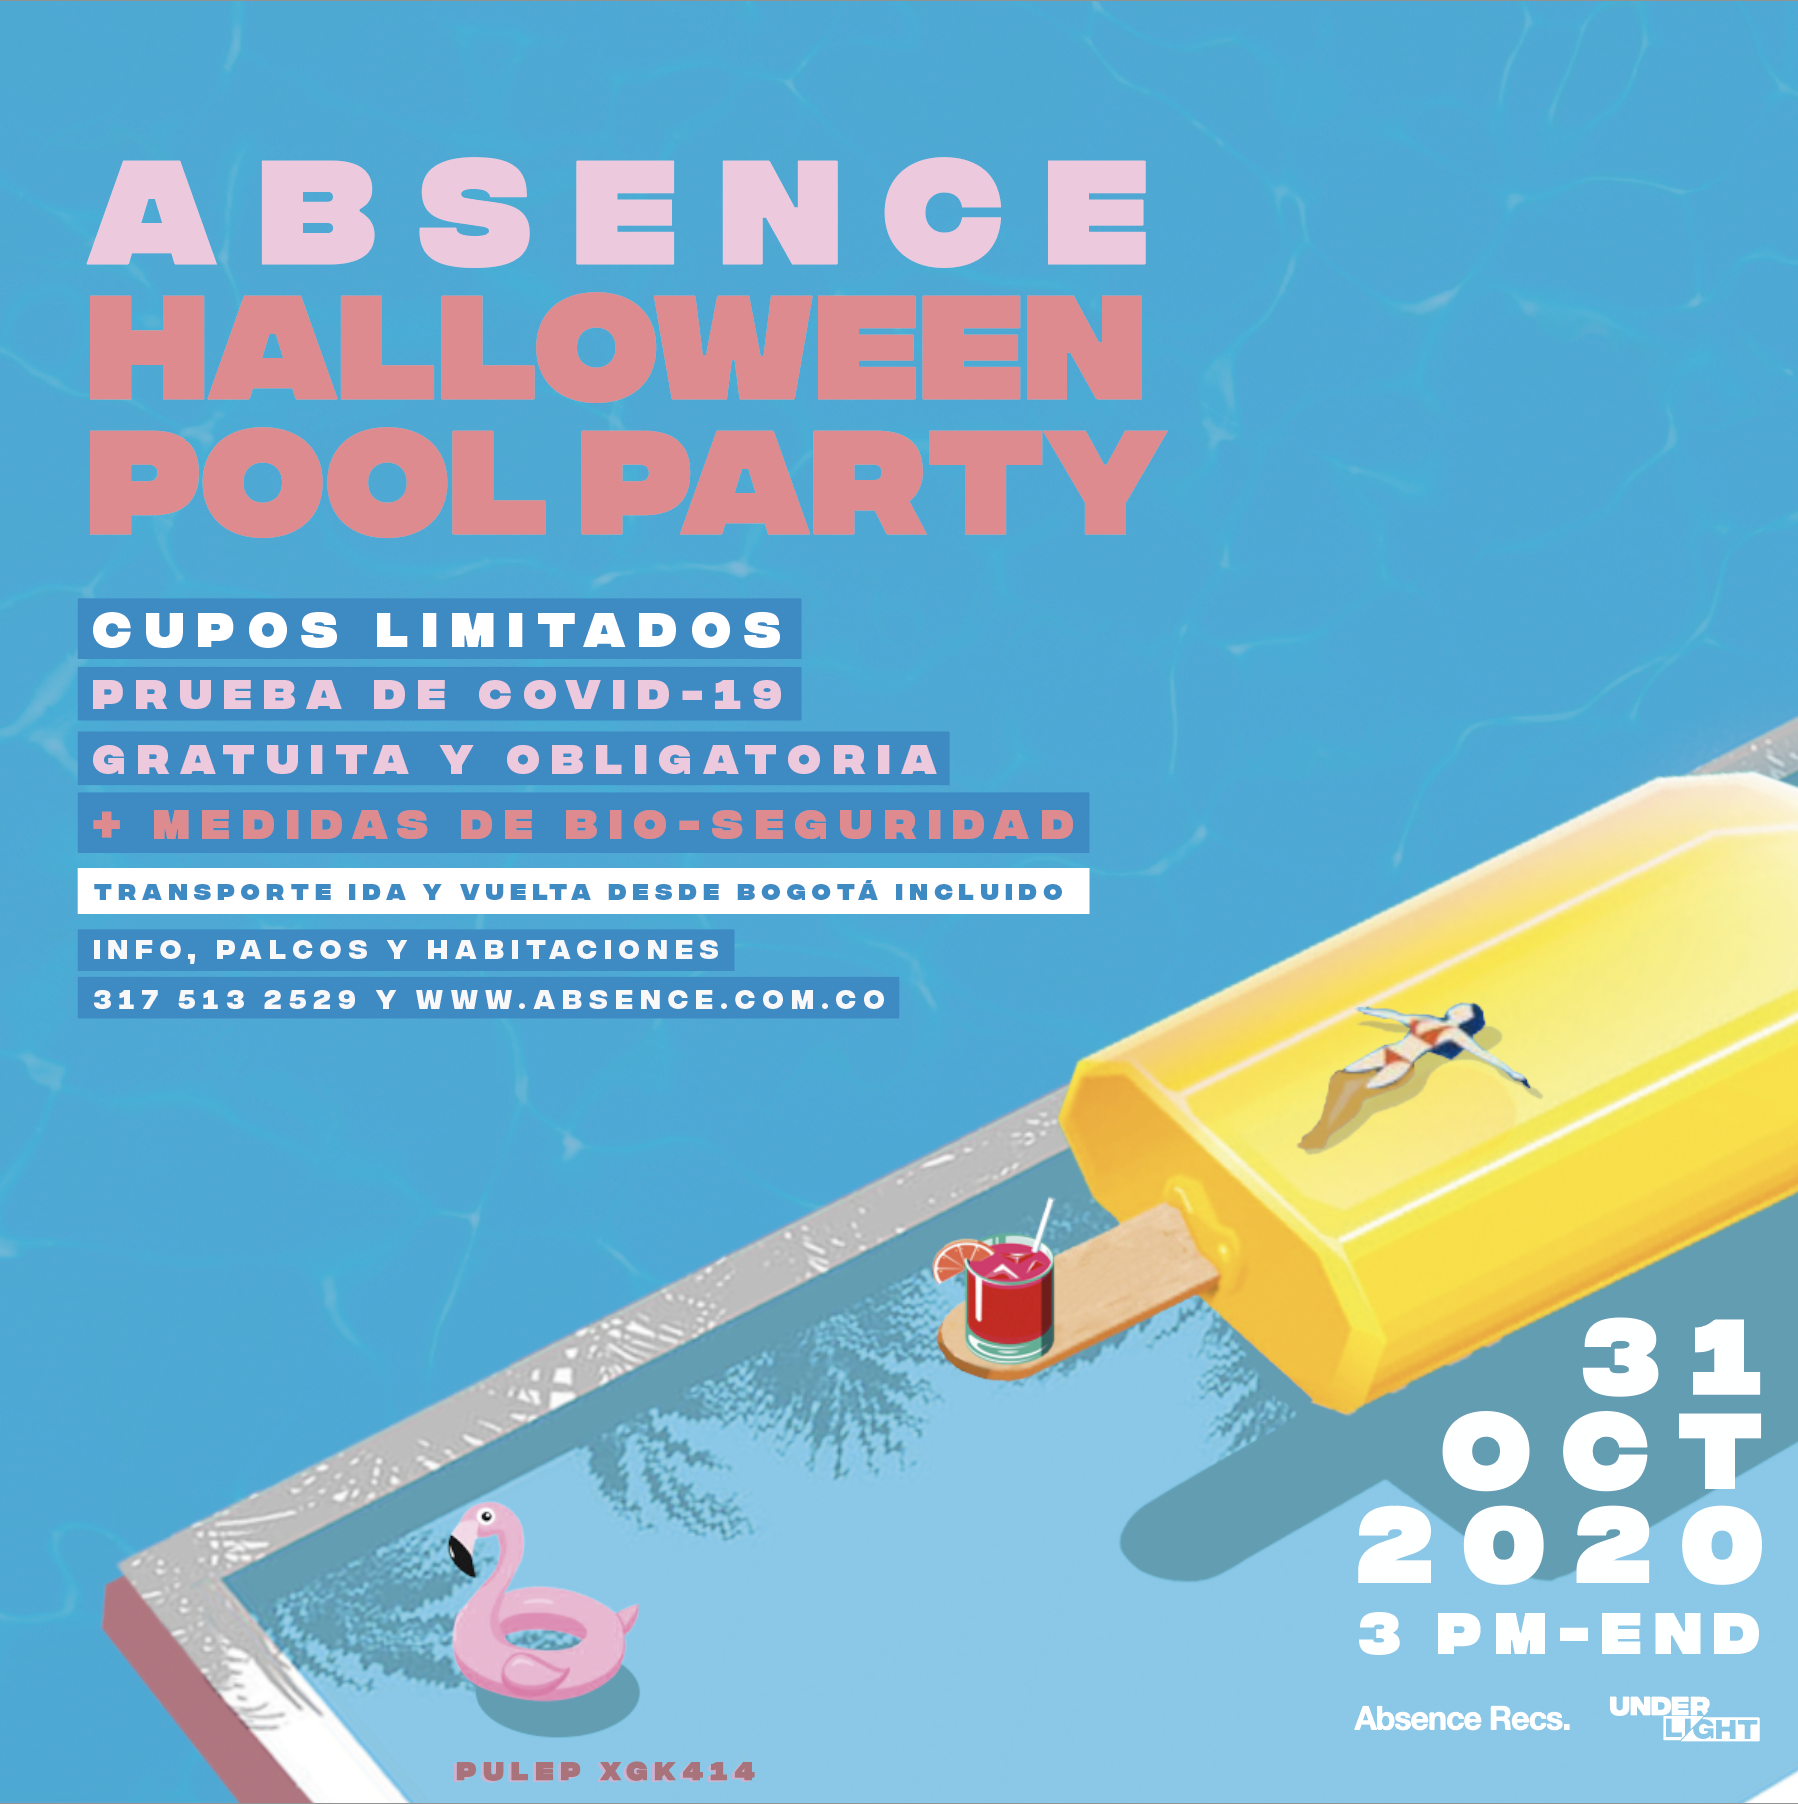 ABSENCE
HALLOWEEN
POOL PARTY
CUPOS LIMITADOS
PRUEBA DE COVID-19
GRATUITA Y OBLIGATORIA
+ MEDIDAS DE BIO-SEGURIDAD
TRANSPORTE IDA Y VUELTA DESDE BOGOTÁ INCLUIDO
INFO, PALCOS Y HABITACIONES
317 513 2529 Y WWW.ABSENCE.COM.CO
31
OCT
2020
3 PM-END
Absence Recs.
UNDER
LIGHT
PULEP XGK414